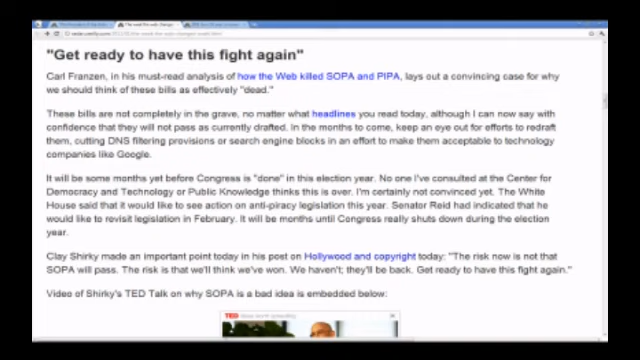 "Get ready to have this fight again"
Carl Franzen, in his must-read analysis of how the Web killed SOPA and PIPA, lays out a convincing case for why
we should think of these bills as effectively "dead."
These bills are not completely in the grave, no matter what headlines you read today, although I can now say with
confidence that they will not pass as currently drafted. In the months to come, keep an eye out for efforts to redraft
them, cutting DNS filtering provisions or search engine blocks in an effort to make them acceptable to technology
companies like Google.
It will be some months yet before Congress is "done" in this election year. No one I've consulted at the Center for
Democracy and Technology or Public Knowledge thinks this is over. I'm certainly not convinced yet. The White
House said that it would like to see action on anti-piracy legislation this year. Senator Reid had indicated that he
would like to revisit legislation in February. It will be months until Congress really shuts down during the election
year.
Clay Shirky made an important point today in his post on Hollywood and copyright today: "The risk now is not that
SOPA will pass. The risk is that we'll think we've won. We haven't; they'll be back. Get ready to have this fight again."
Video of Shirky's TED Talk on why SOPA is a bad idea is embedded below:
TED